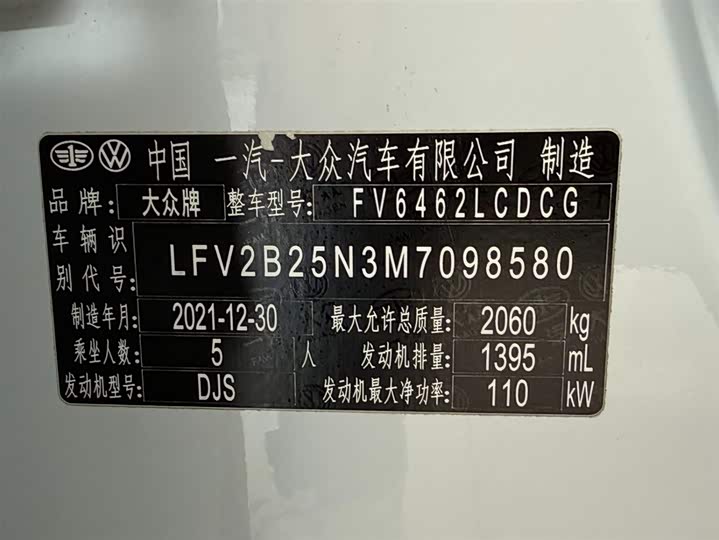 中国 一汽-大众汽车有限公司 制造
品牌: 大众牌 整车型号: FV6462LCDCG
车辆识别代号: LFV2B25N3M7098580
制造年月: 2021-12-30 最大允许总质量: 2060 kg
乘坐人数: 5 人 发动机排量: 1395 mL
发动机型号: DJS 发动机最大净功率: 110 kW